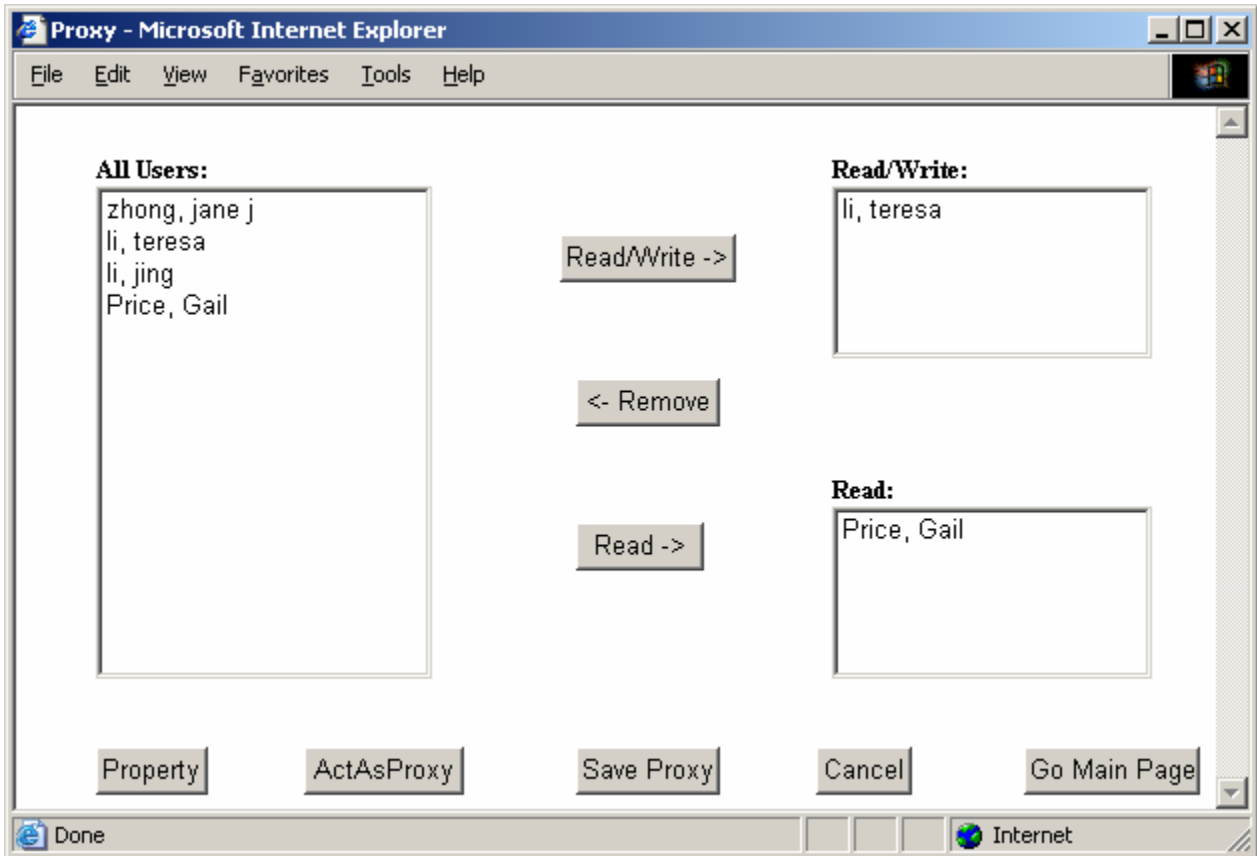 Proxy - Microsoft Internet Explorer
File Edit View Favorites Tools Help
All Users:
zhong, jane j
li, teresa
li, jing
Price, Gail
Read/Write ->
<- Remove
Read ->
Read/Write:
li, teresa
Read:
Price, Gail
Property ActAsProxy Save Proxy Cancel Go Main Page
Done Internet